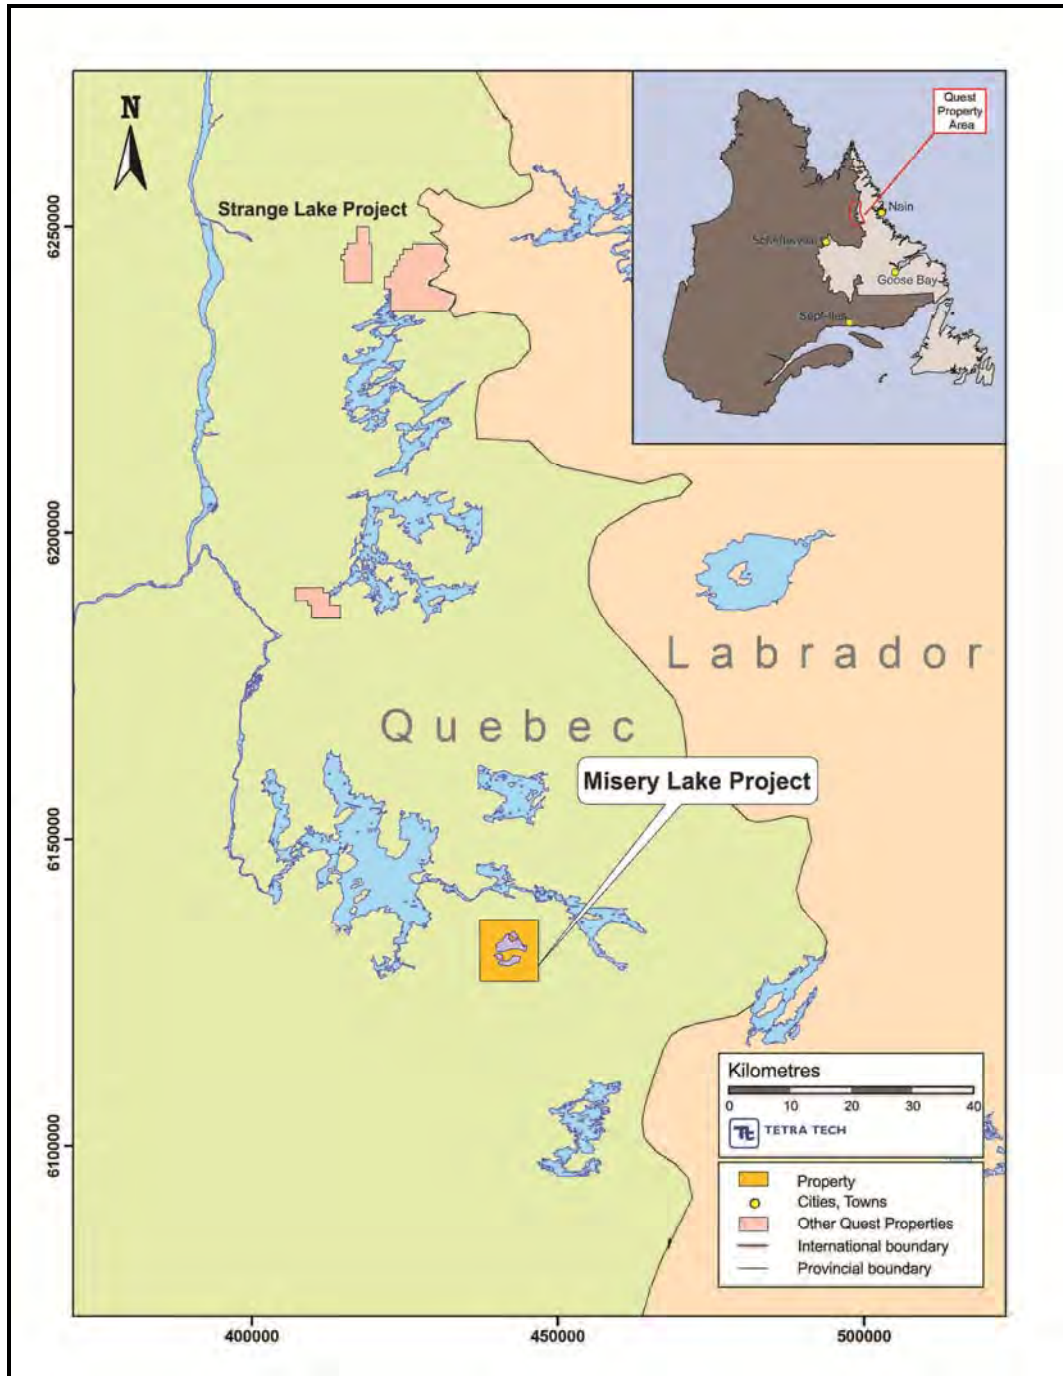 N
Quest
Property
Area
Strange Lake Project
Nain
Goose Bay
Sept-Iles
6250000
6200000
Labrador
Quebec
Misery Lake Project
6150000
6100000
Kilometres
0 10 20 30 40
Tt TETRA TECH
Property
Cities, Towns
Other Quest Properties
International boundary
Provincial boundary
400000 450000 500000